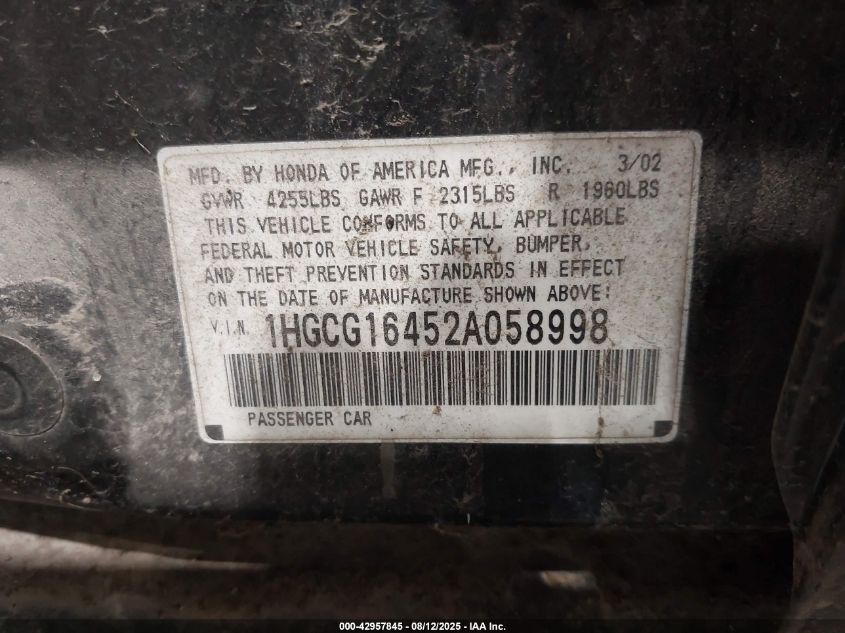 MFD. BY HONDA OF AMERICA MFG., INC. 3/02
GVWR 4255LBS GAWR F 2315LBS R 1960LBS
THIS VEHICLE CONFORMS TO ALL APPLICABLE
FEDERAL MOTOR VEHICLE SAFETY, BUMPER,
AND THEFT PREVENTION STANDARDS IN EFFECT
ON THE DATE OF MANUFACTURE SHOWN ABOVE:
V.I.N. 1HGCG16452A058998
PASSENGER CAR
000-42957845 - 08/12/2025 - IAA Inc.